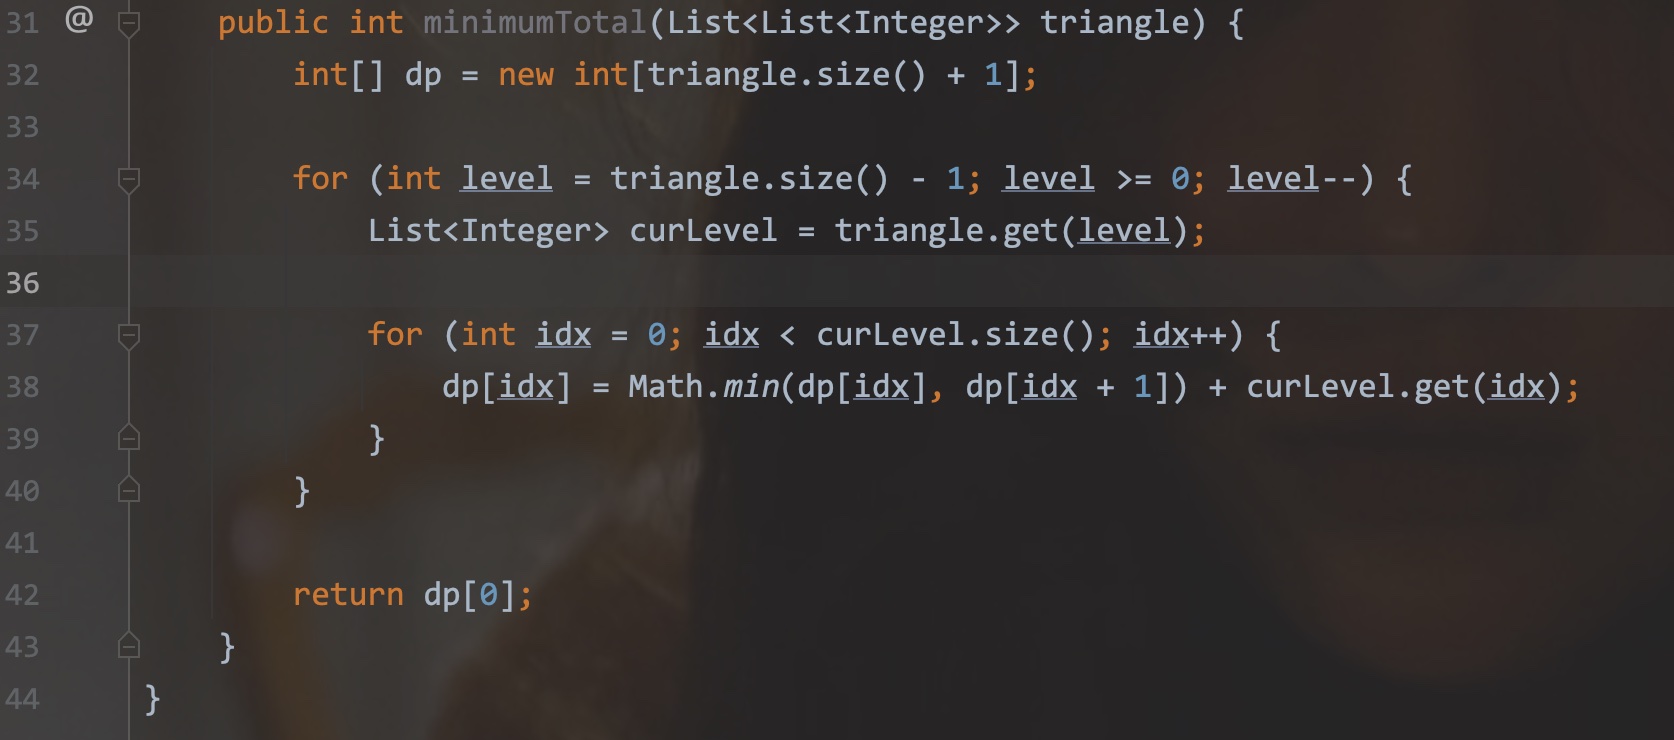 31 @ public int minimumTotal(List<List<Integer>> triangle) {
32 int[] dp = new int[triangle.size() + 1];
33
34 for (int level = triangle.size() - 1; level >= 0; level--) {
35 List<Integer> curLevel = triangle.get(level);
36
37 for (int idx = 0; idx < curLevel.size(); idx++) {
38 dp[idx] = Math.min(dp[idx], dp[idx + 1]) + curLevel.get(idx);
39 }
40 }
41
42 return dp[0];
43 }
44 }